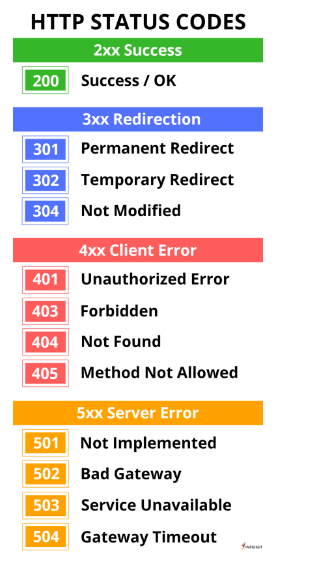 HTTP STATUS CODES
2xx Success
200 Success / OK
3xx Redirection
301 Permanent Redirect
302 Temporary Redirect
304 Not Modified
4xx Client Error
401 Unauthorized Error
403 Forbidden
404 Not Found
405 Method Not Allowed
5xx Server Error
501 Not Implemented
502 Bad Gateway
503 Service Unavailable
504 Gateway Timeout